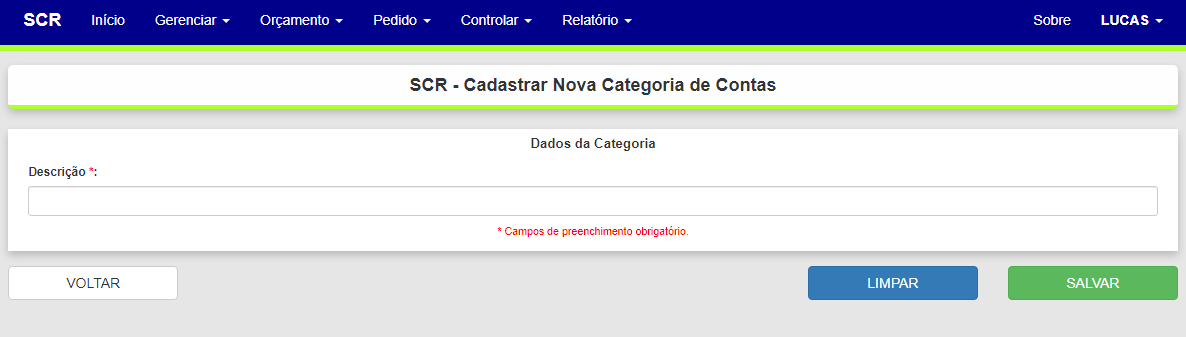 SCR Início Gerenciar Orçamento Pedido Controlar Relatório Sobre LUCAS
SCR - Cadastrar Nova Categoria de Contas
Dados da Categoria
Descrição *:
* Campos de preenchimento obrigatório.
VOLTAR LIMPAR SALVAR